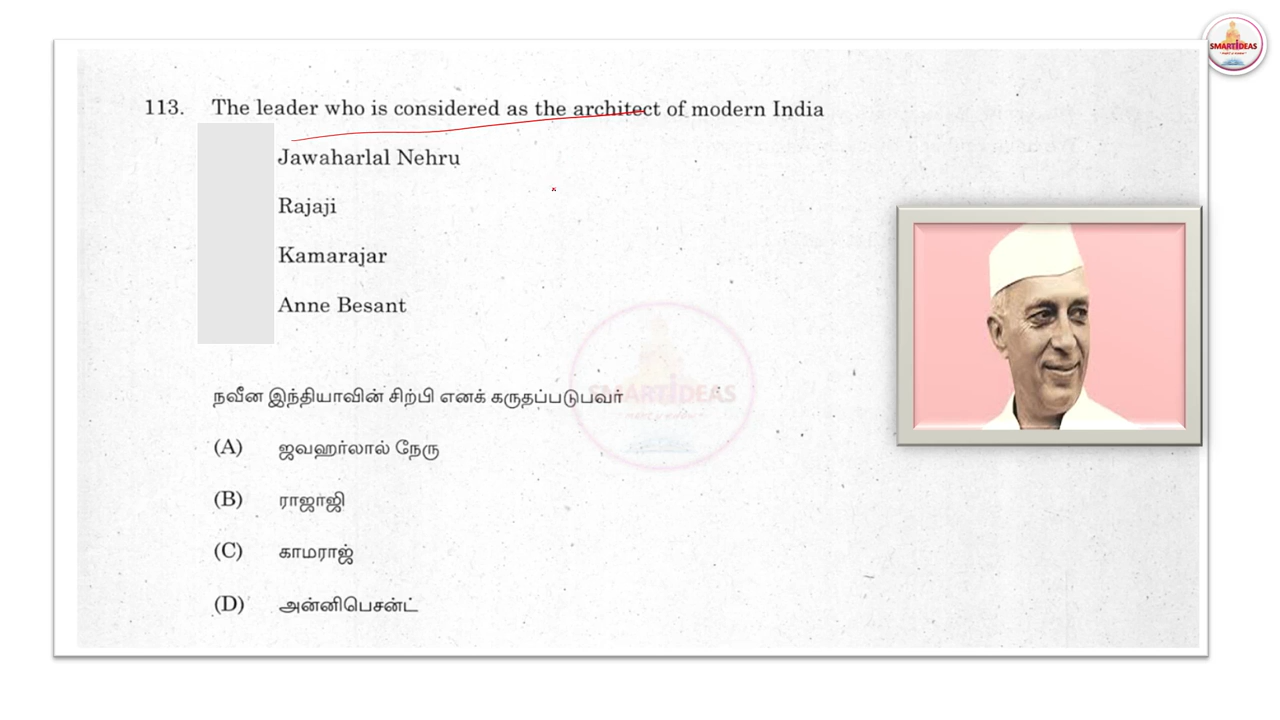 SMARTIDEAS
113. The leader who is considered as the architect of modern India
Jawaharlal Nehru
Rajaji
Kamarajar
Anne Besant
SMARTIDEAS
நவீன இந்தியாவின் சிற்பி எனக் கருதப்படுபவர்
(A) ஜவஹர்லால் நேரு
(B) ராஜாஜி
(C) காமராஜ்
(D) அன்னிபெசன்ட்